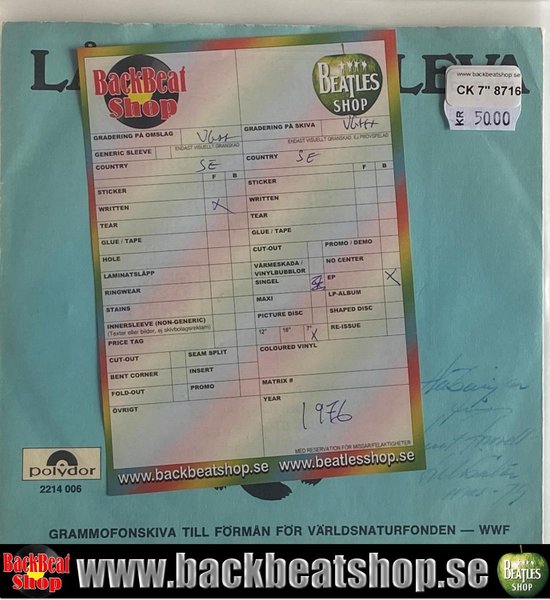 LEVA
BackBeat
Shop
BEATLES
SHOP
www.backbeatshop.se
CK 7" 8716
KR 50.00
GRADERING PÅ OMSLAG VG++
GRADERING PÅ SKIVA VG++
GENERIC SLEEVE
ENDAST VISUELLT GRANSKAD
ENDAST VISUELLT GRANSKAD, EJ PROVSPELAD
COUNTRY SE
COUNTRY SE
F B
F B
STICKER
STICKER
WRITTEN X
WRITTEN
TEAR
TEAR
GLUE / TAPE
GLUE / TAPE
HOLE
CUT-OUT
PROMO / DEMO
LAMINATSLÄPP
VÄRMESKADA /
VINYLBUBBLOR
NO CENTER
RINGWEAR
SINGEL
EP X
STAINS
MAXI
LP-ALBUM
INNERSLEEVE (NON-GENERIC)
(Texter eller bilder, ej skivbolagsreklam)
PICTURE DISC
SHAPED DISC
PRICE TAG
12" 10" 7" X
RE-ISSUE
CUT-OUT
SEAM SPLIT
COLOURED VINYL
BENT CORNER
INSERT
FOLD-OUT
PROMO
MATRIX #
ÖVRIGT
YEAR
1976
MED RESERVATION FÖR MISSAR/FELAKTIGHETER
www.backbeatshop.se www.beatlesshop.se
polydor
2214 006
GRAMMOFONSKIVA TILL FÖRMÅN FÖR VÄRLDSNATURFONDEN — WWF
BackBeat
Shop
www.backbeatshop.se
BEATLES
SHOP